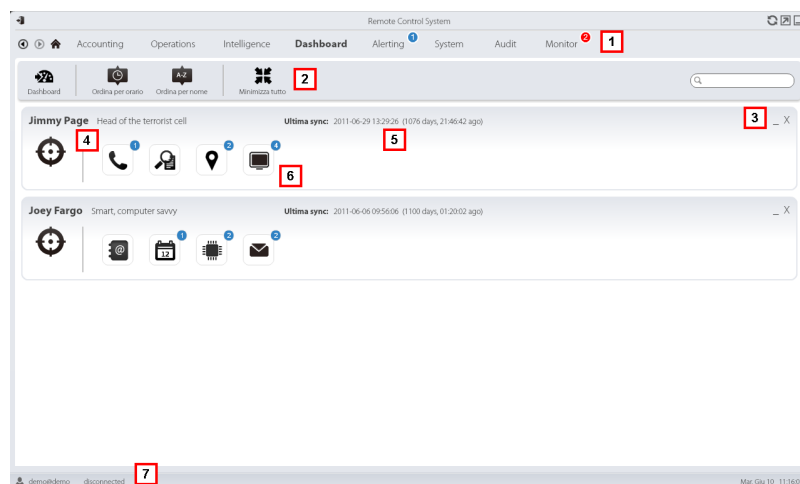 Remote Control System
Accounting Operations Intelligence Dashboard Alerting 1 System Audit Monitor 2 1
Dashboard Ordina per orario A-Z Ordina per nome Minimizza tutto 2
Jimmy Page Head of the terrorist cell Ultima sync: 2011-06-29 13:29:26 (1076 days, 21:46:42 ago) 3 _ X
4 5
1 2 4
6
Joey Fargo Smart, computer savvy Ultima sync: 2011-06-06 09:56:06 (1100 days, 01:20:02 ago) _ X
@ 12 1 2 2
7
demo@demo disconnected Mar, Giu 10 11:16:0